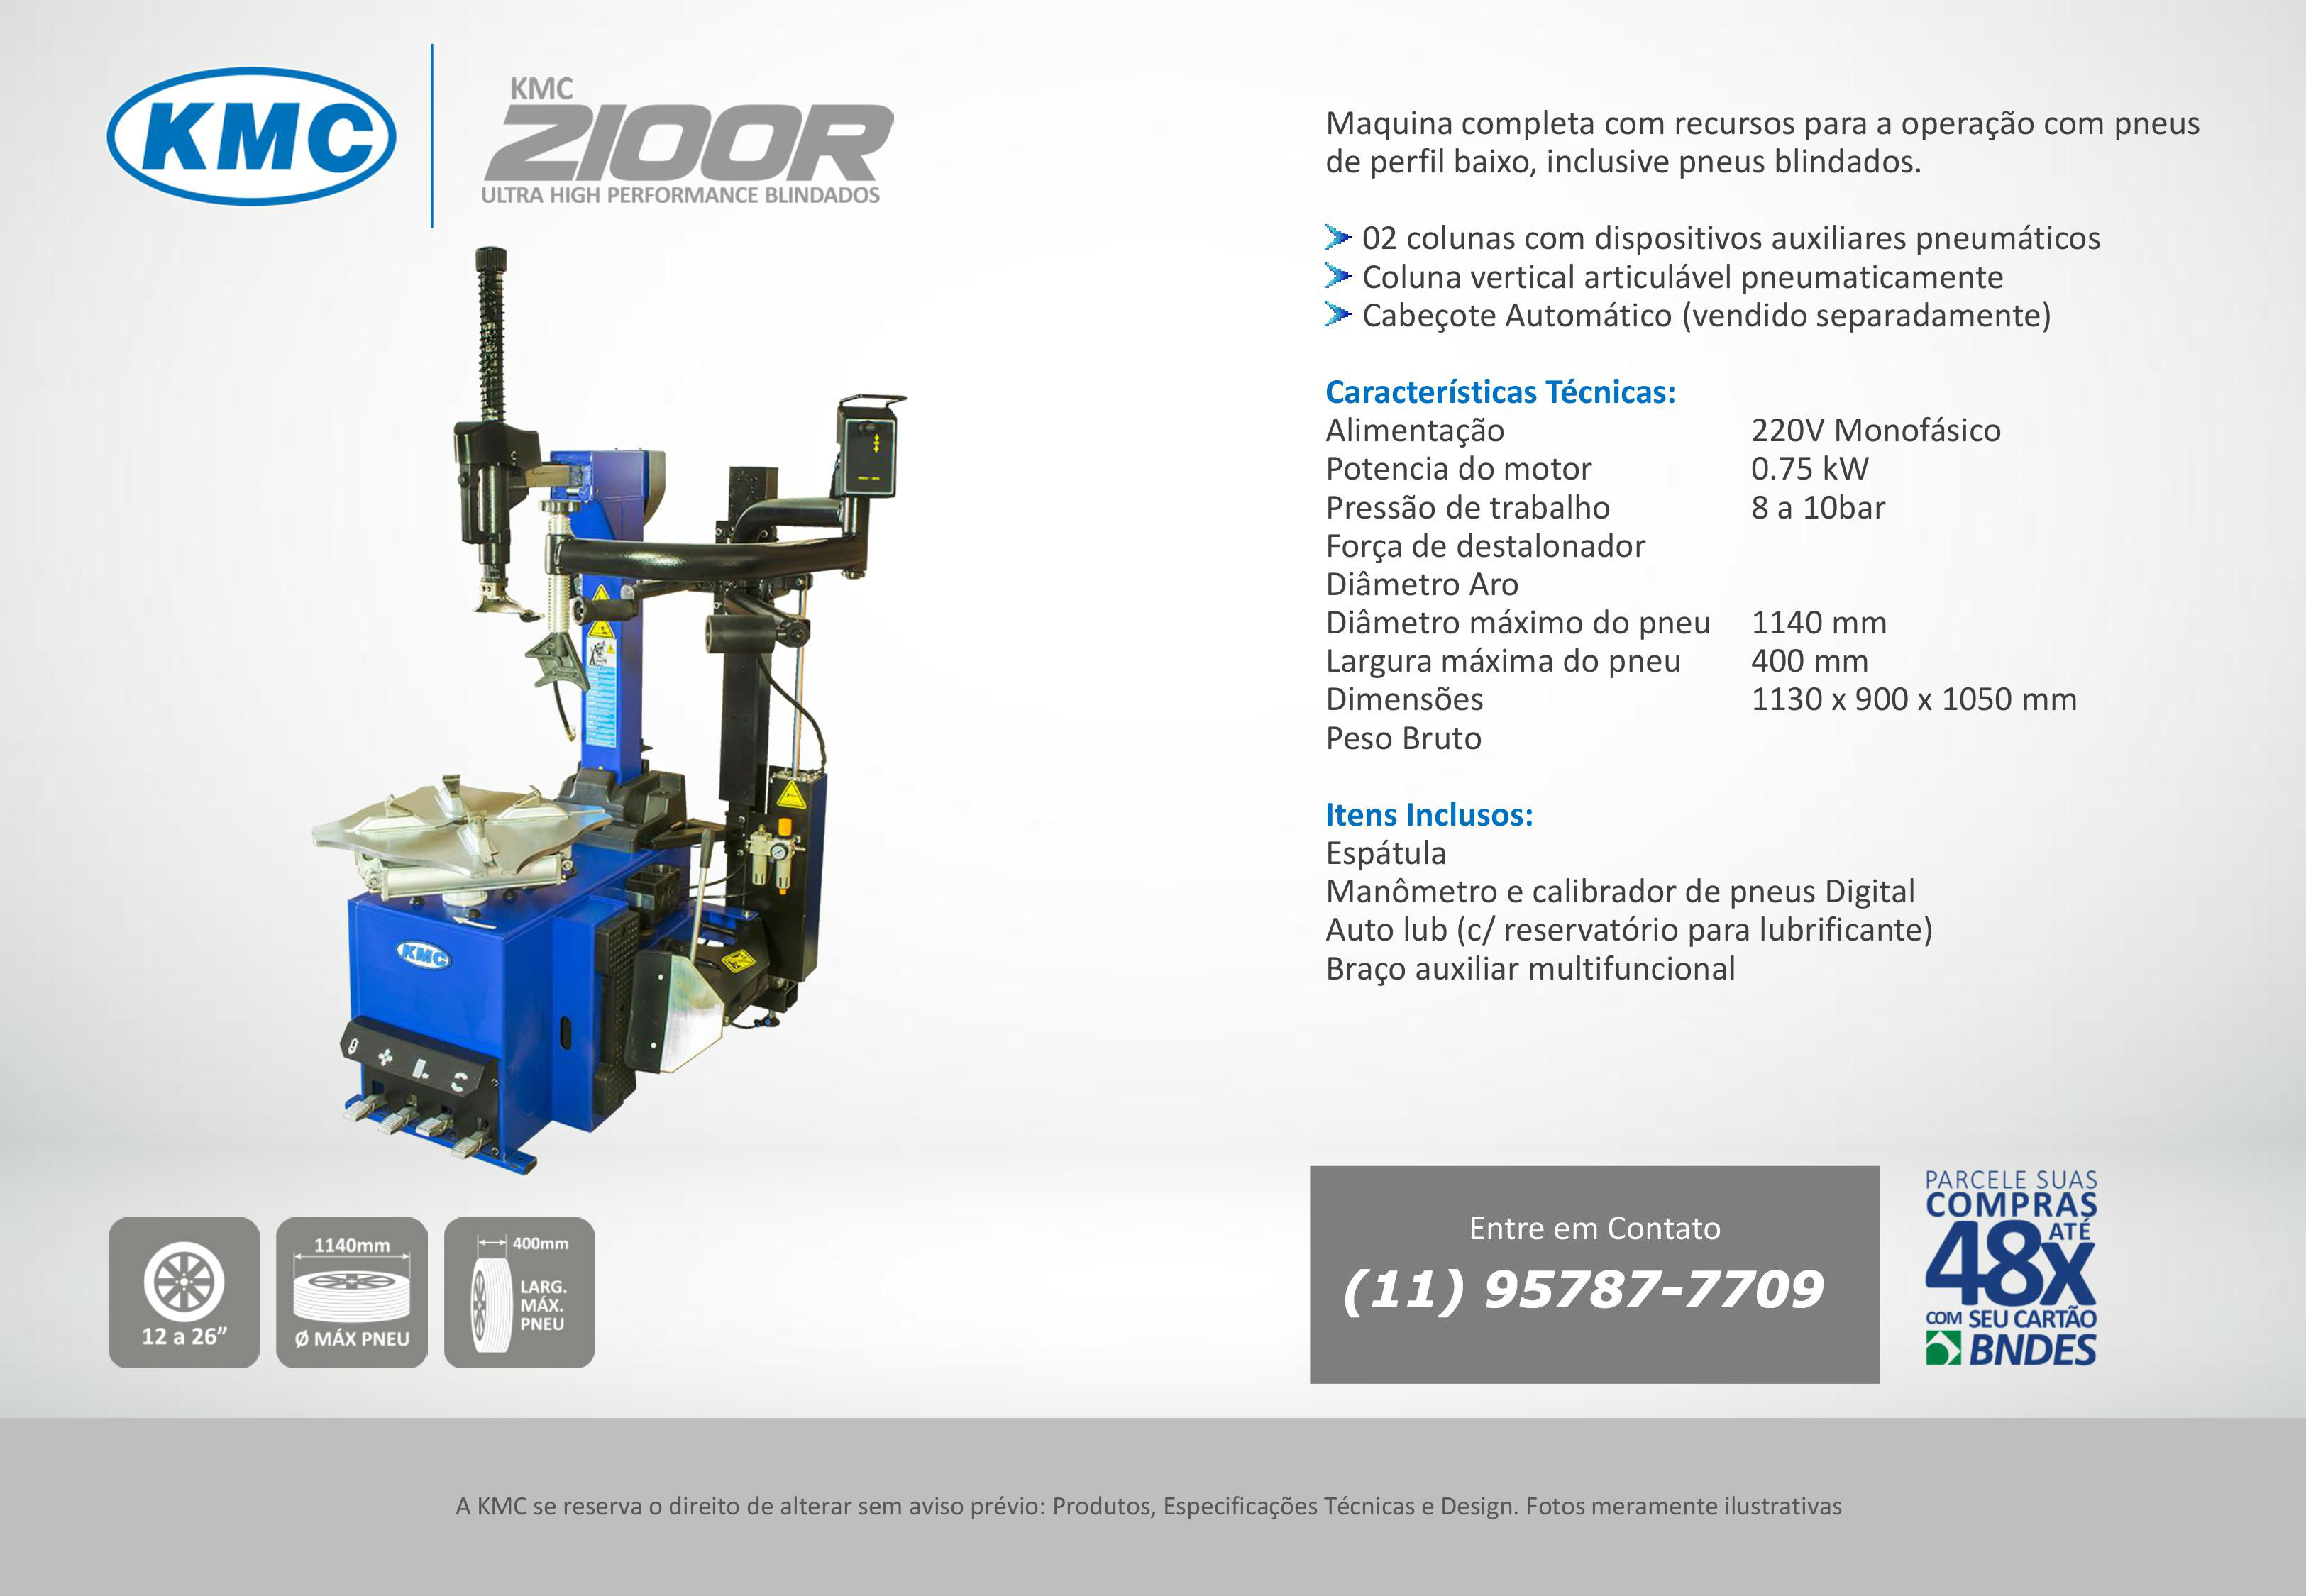 KMC
KMC
Z100R
ULTRA HIGH PERFORMANCE BLINDADOS
Maquina completa com recursos para a operação com pneus
de perfil baixo, inclusive pneus blindados.
02 colunas com dispositivos auxiliares pneumáticos
Coluna vertical articulável pneumaticamente
Cabeçote Automático (vendido separadamente)
Características Técnicas:
Alimentação 220V Monofásico
Potencia do motor 0.75 kW
Pressão de trabalho 8 a 10bar
Força de destalonador
Diâmetro Aro
Diâmetro máximo do pneu 1140 mm
Largura máxima do pneu 400 mm
Dimensões 1130 x 900 x 1050 mm
Peso Bruto
Itens Inclusos:
Espátula
Manômetro e calibrador de pneus Digital
Auto lub (c/ reservatório para lubrificante)
Braço auxiliar multifuncional
KMC
12 a 26”
1140mm
Ø MÁX PNEU
400mm
LARG.
MÁX.
PNEU
Entre em Contato
(11) 95787-7709
PARCELE SUAS
COMPRAS
ATÉ
48X
COM SEU CARTÃO
BNDES
A KMC se reserva o direito de alterar sem aviso prévio: Produtos, Especificações Técnicas e Design. Fotos meramente ilustrativas